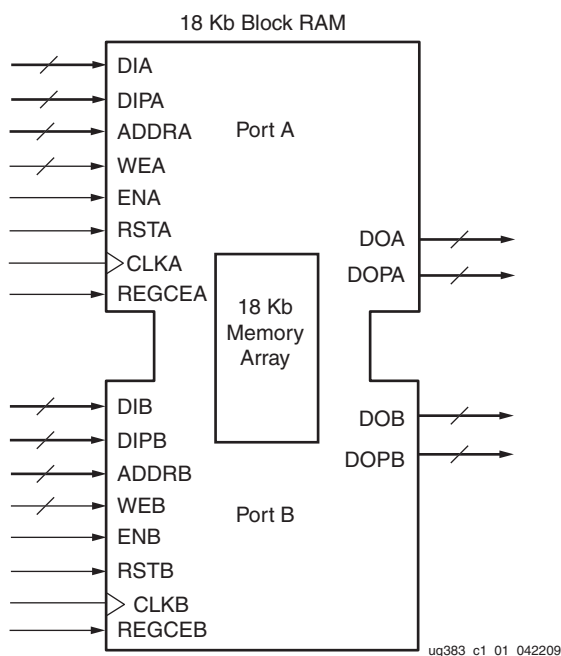 18 Kb Block RAM
DIA
DIPA
ADDRA
WEA
ENA
RSTA
CLKA
REGCEA
Port A
DOA
DOPA
18 Kb
Memory
Array
DIB
DIPB
ADDRB
WEB
ENB
RSTB
CLKB
REGCEB
Port B
DOB
DOPB
ug383_c1_01_042209